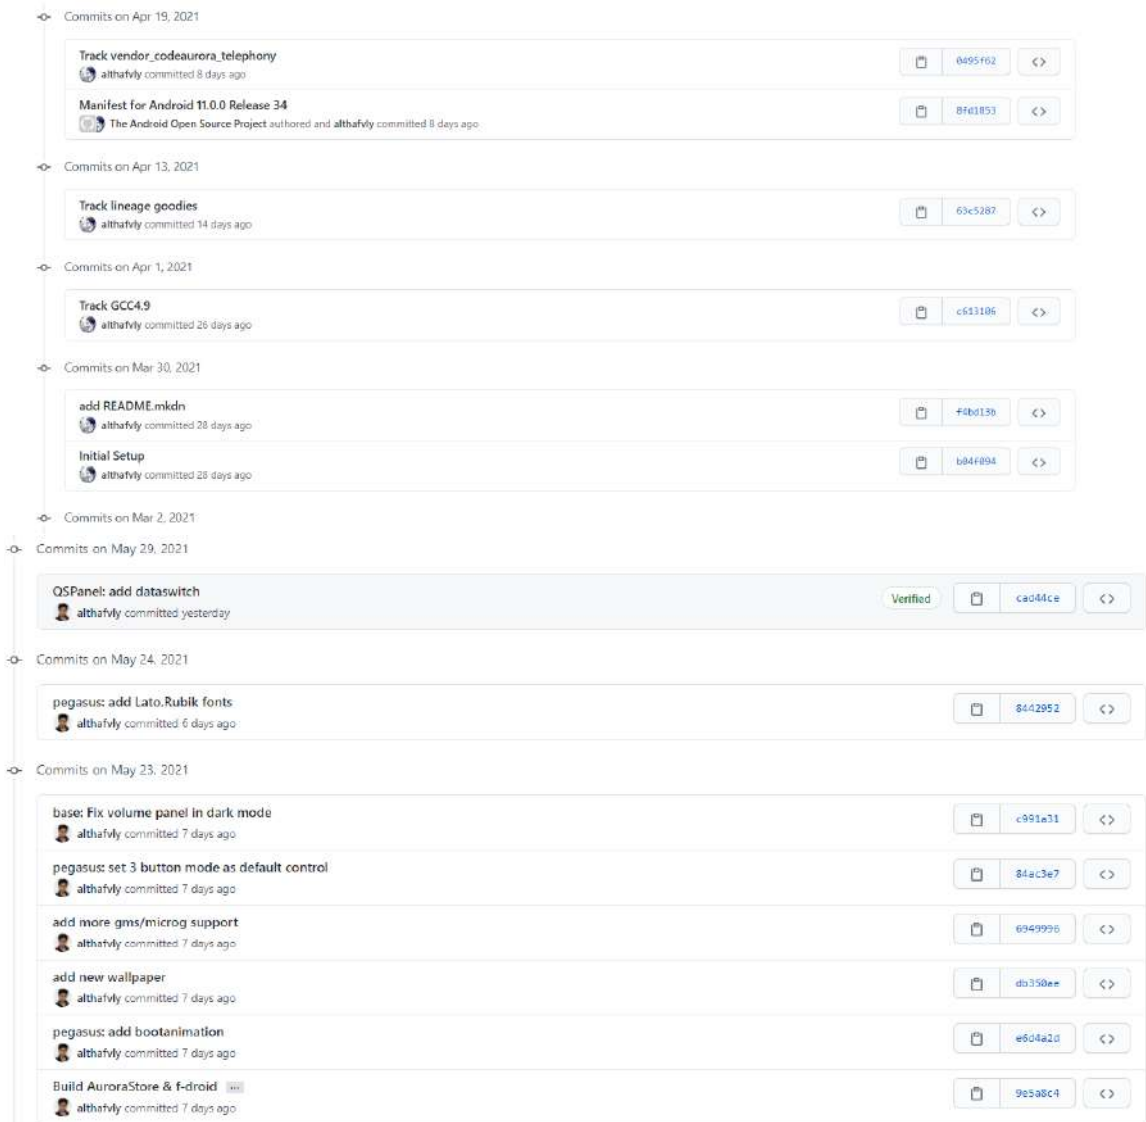 Commits on Apr 19, 2021
Track vendor_codeaurora_telephony
0495f62
althafvly committed 8 days ago
Manifest for Android 11.0.0 Release 34
8fd1853
The Android Open Source Project authored and althafvly committed 8 days ago
Commits on Apr 13, 2021
Track lineage goodies
63c5287
althafvly committed 14 days ago
Commits on Apr 1, 2021
Track GCC4.9
c613106
althafvly committed 26 days ago
Commits on Mar 30, 2021
add README.mkdn
f4bd13b
althafvly committed 28 days ago
Initial Setup
b04f094
althafvly committed 28 days ago
Commits on Mar 2, 2021
Commits on May 29, 2021
QSPanel: add dataswitch
Verified cad44ce
althafvly committed yesterday
Commits on May 24, 2021
pegasus: add Lato.Rubik fonts
8442952
althafvly committed 6 days ago
Commits on May 23, 2021
base: Fix volume panel in dark mode
c991a31
althafvly committed 7 days ago
pegasus: set 3 button mode as default control
84ac3e7
althafvly committed 7 days ago
add more gms/microg support
6949996
althafvly committed 7 days ago
add new wallpaper
db350ee
althafvly committed 7 days ago
pegasus: add bootanimation
e6d4a2d
althafvly committed 7 days ago
Build AuroraStore & f-droid ...
9e5a8c4
althafvly committed 7 days ago